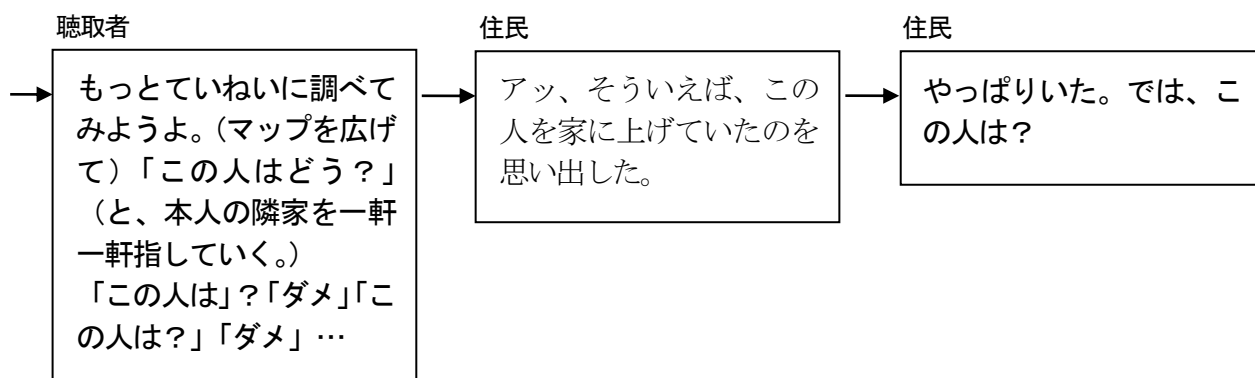 聴取者
もっとていねいに調べて
みようよ。(マップを広げ
て)「この人はどう?」
(と、本人の隣家を一軒
一軒指していく。)
「この人は」?「ダメ」「こ
の人は?」「ダメ」…
住民
アッ、そういえば、この
人を家に上げていたのを
思い出した。
住民
やっぱりいた。では、こ
の人は?